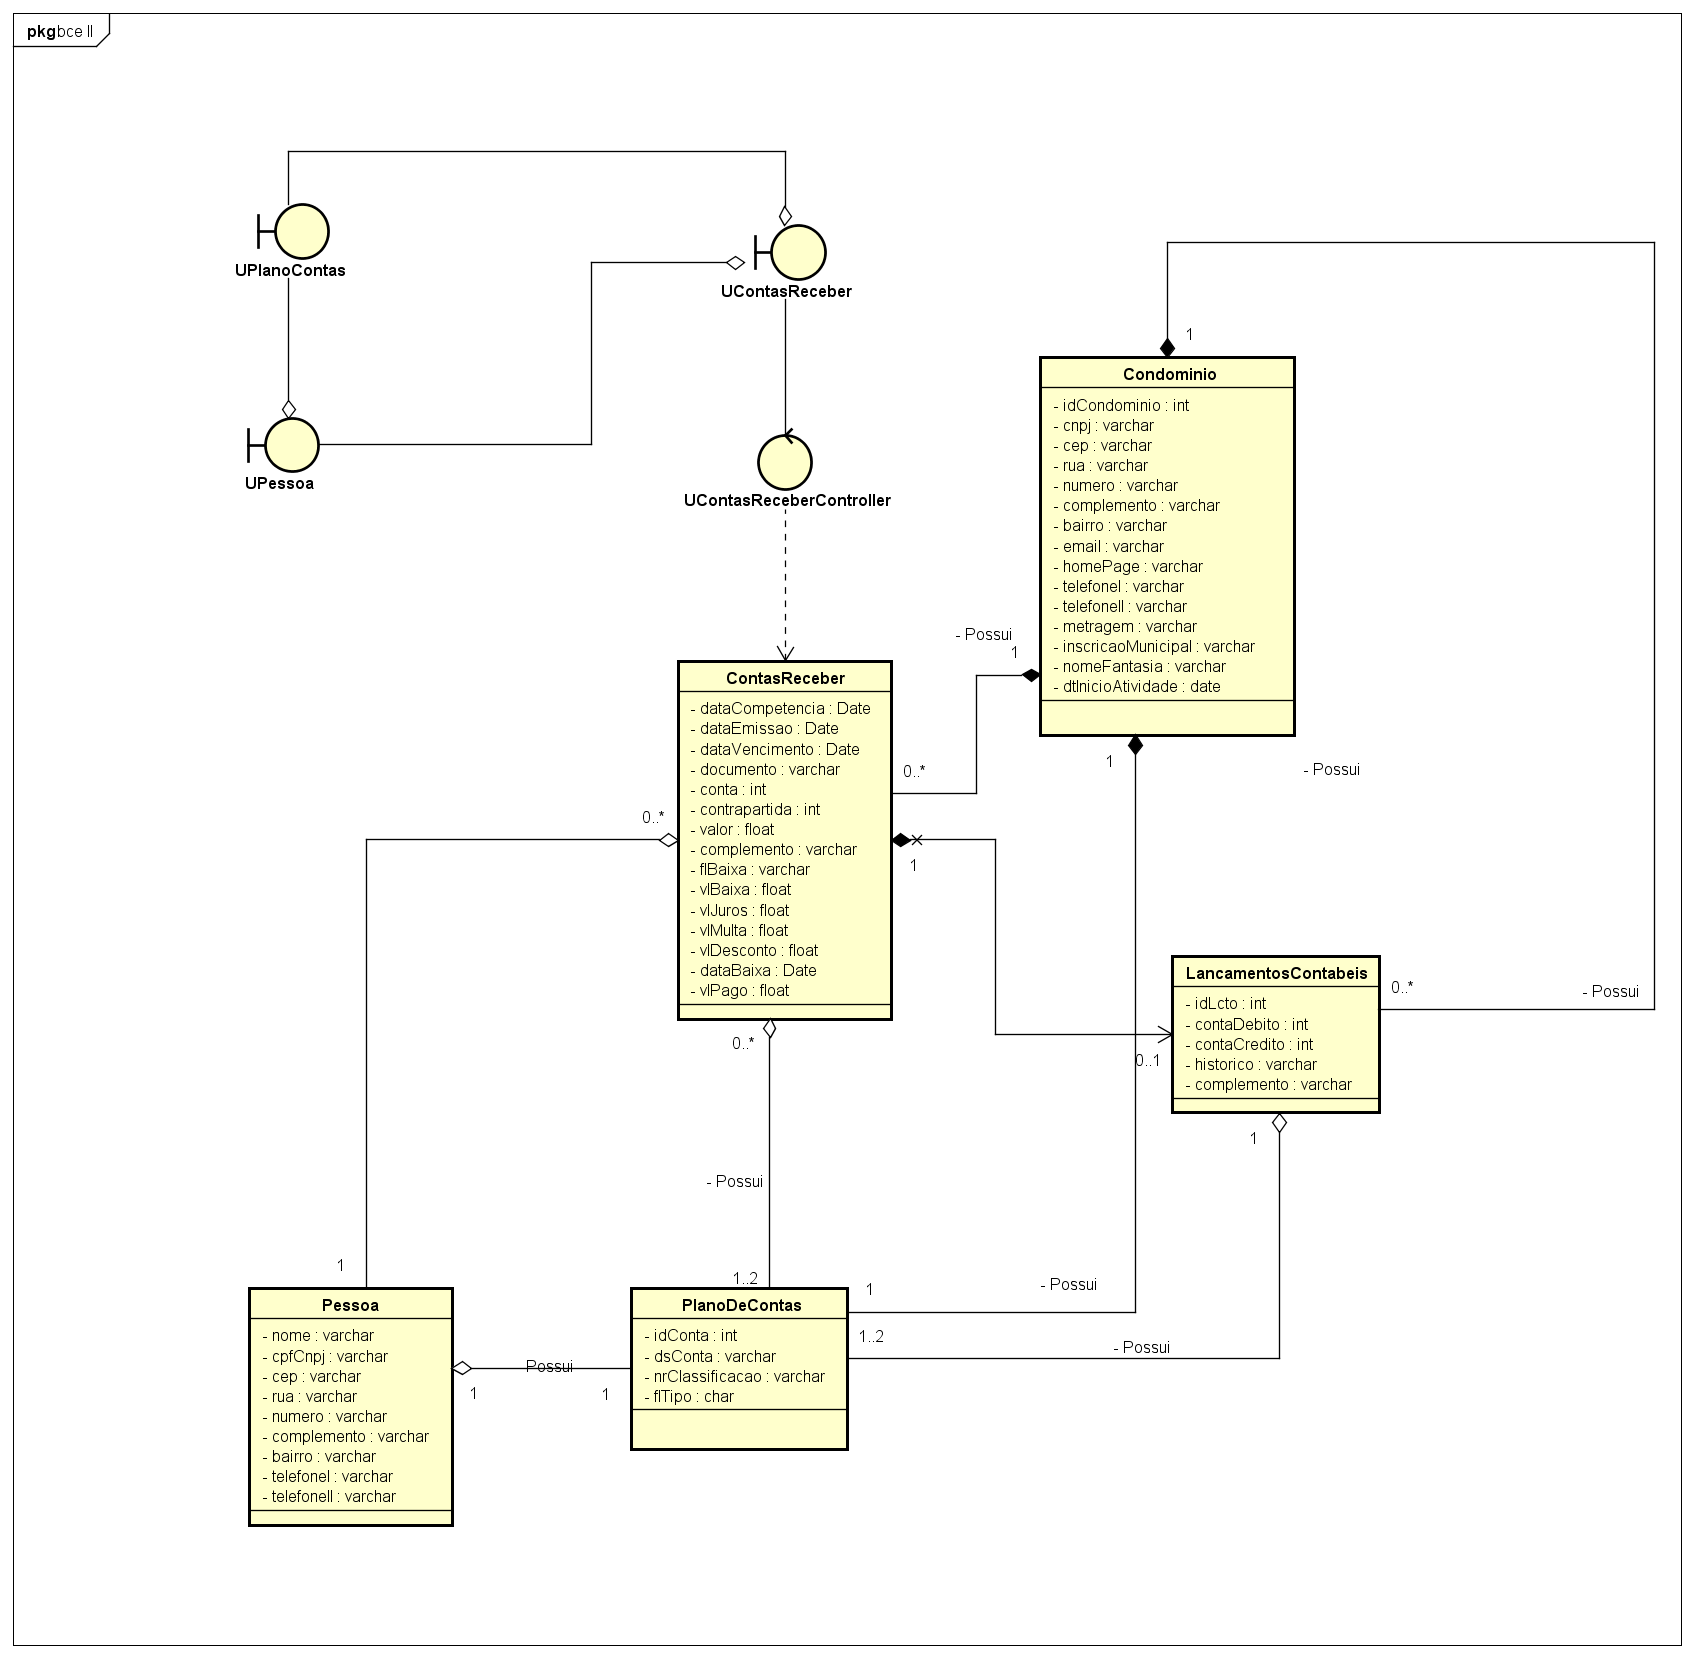 pkg bce II
UPlanoContas
UContasReceber
UPessoa
UContasReceberController
1
Condominio
- idCondominio : int
- cnpj : varchar
- cep : varchar
- rua : varchar
- numero : varchar
- complemento : varchar
- bairro : varchar
- email : varchar
- homePage : varchar
- telefoneI : varchar
- telefoneII : varchar
- metragem : varchar
- inscricaoMunicipal : varchar
- nomeFantasia : varchar
- dtInicioAtividade : date
- Possui
1
1
- Possui
ContasReceber
- dataCompetencia : Date
- dataEmissao : Date
- dataVencimento : Date
- documento : varchar
- conta : int
- contrapartida : int
- valor : float
- complemento : varchar
- flBaixa : varchar
- vlBaixa : float
- vlJuros : float
- vlMulta : float
- vlDesconto : float
- dataBaixa : Date
- vlPago : float
0..*
0..*
1
0..*
LancamentosContabeis
- idLcto : int
- contaDebito : int
- contaCredito : int
- historico : varchar
- complemento : varchar
0..*
- Possui
0..1
1
- Possui
1
1..2
1
- Possui
1..2
- Possui
Pessoa
- nome : varchar
- cpfCnpj : varchar
- cep : varchar
- rua : varchar
- numero : varchar
- complemento : varchar
- bairro : varchar
- telefoneI : varchar
- telefoneII : varchar
Possui
1
1
PlanoDeContas
- idConta : int
- dsConta : varchar
- nrClassificacao : varchar
- flTipo : char